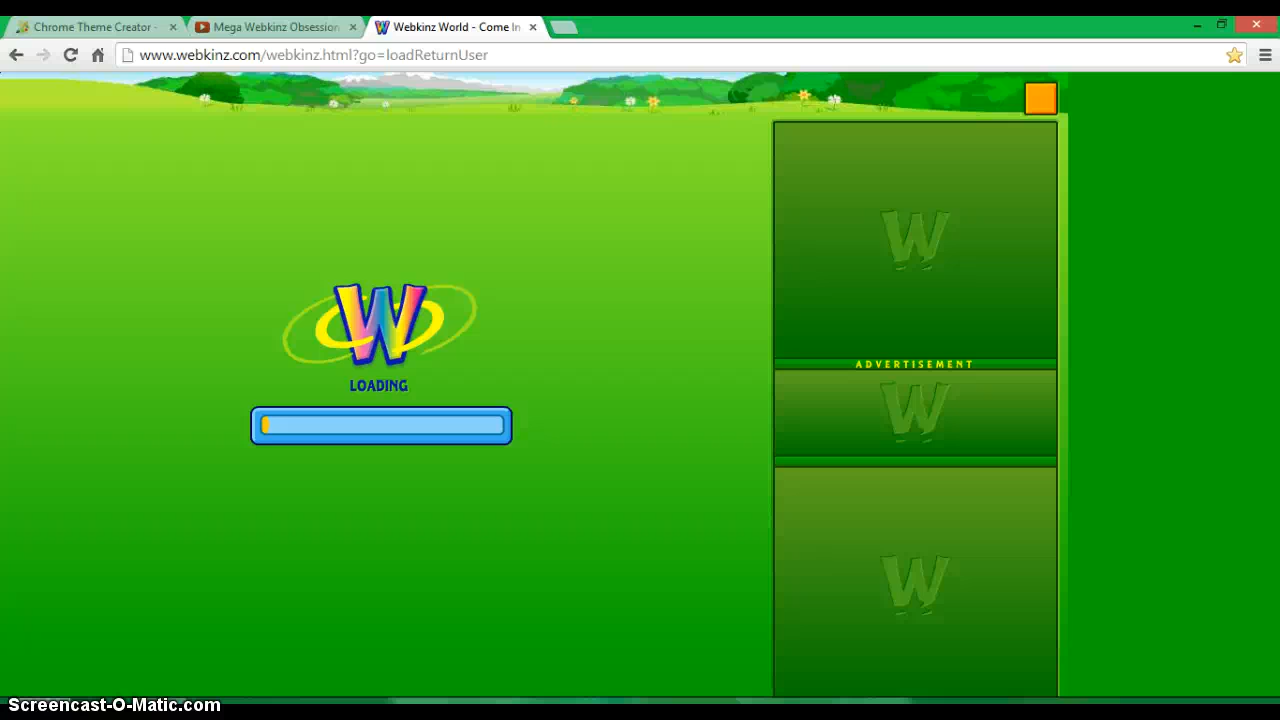 Chrome Theme Creator -
Mega Webkinz Obsession
Webkinz World - Come In
www.webkinz.com/webkinz.html?go=loadReturnUser
W
W
LOADING
ADVERTISEMENT
W
W
Screencast-O-Matic.com